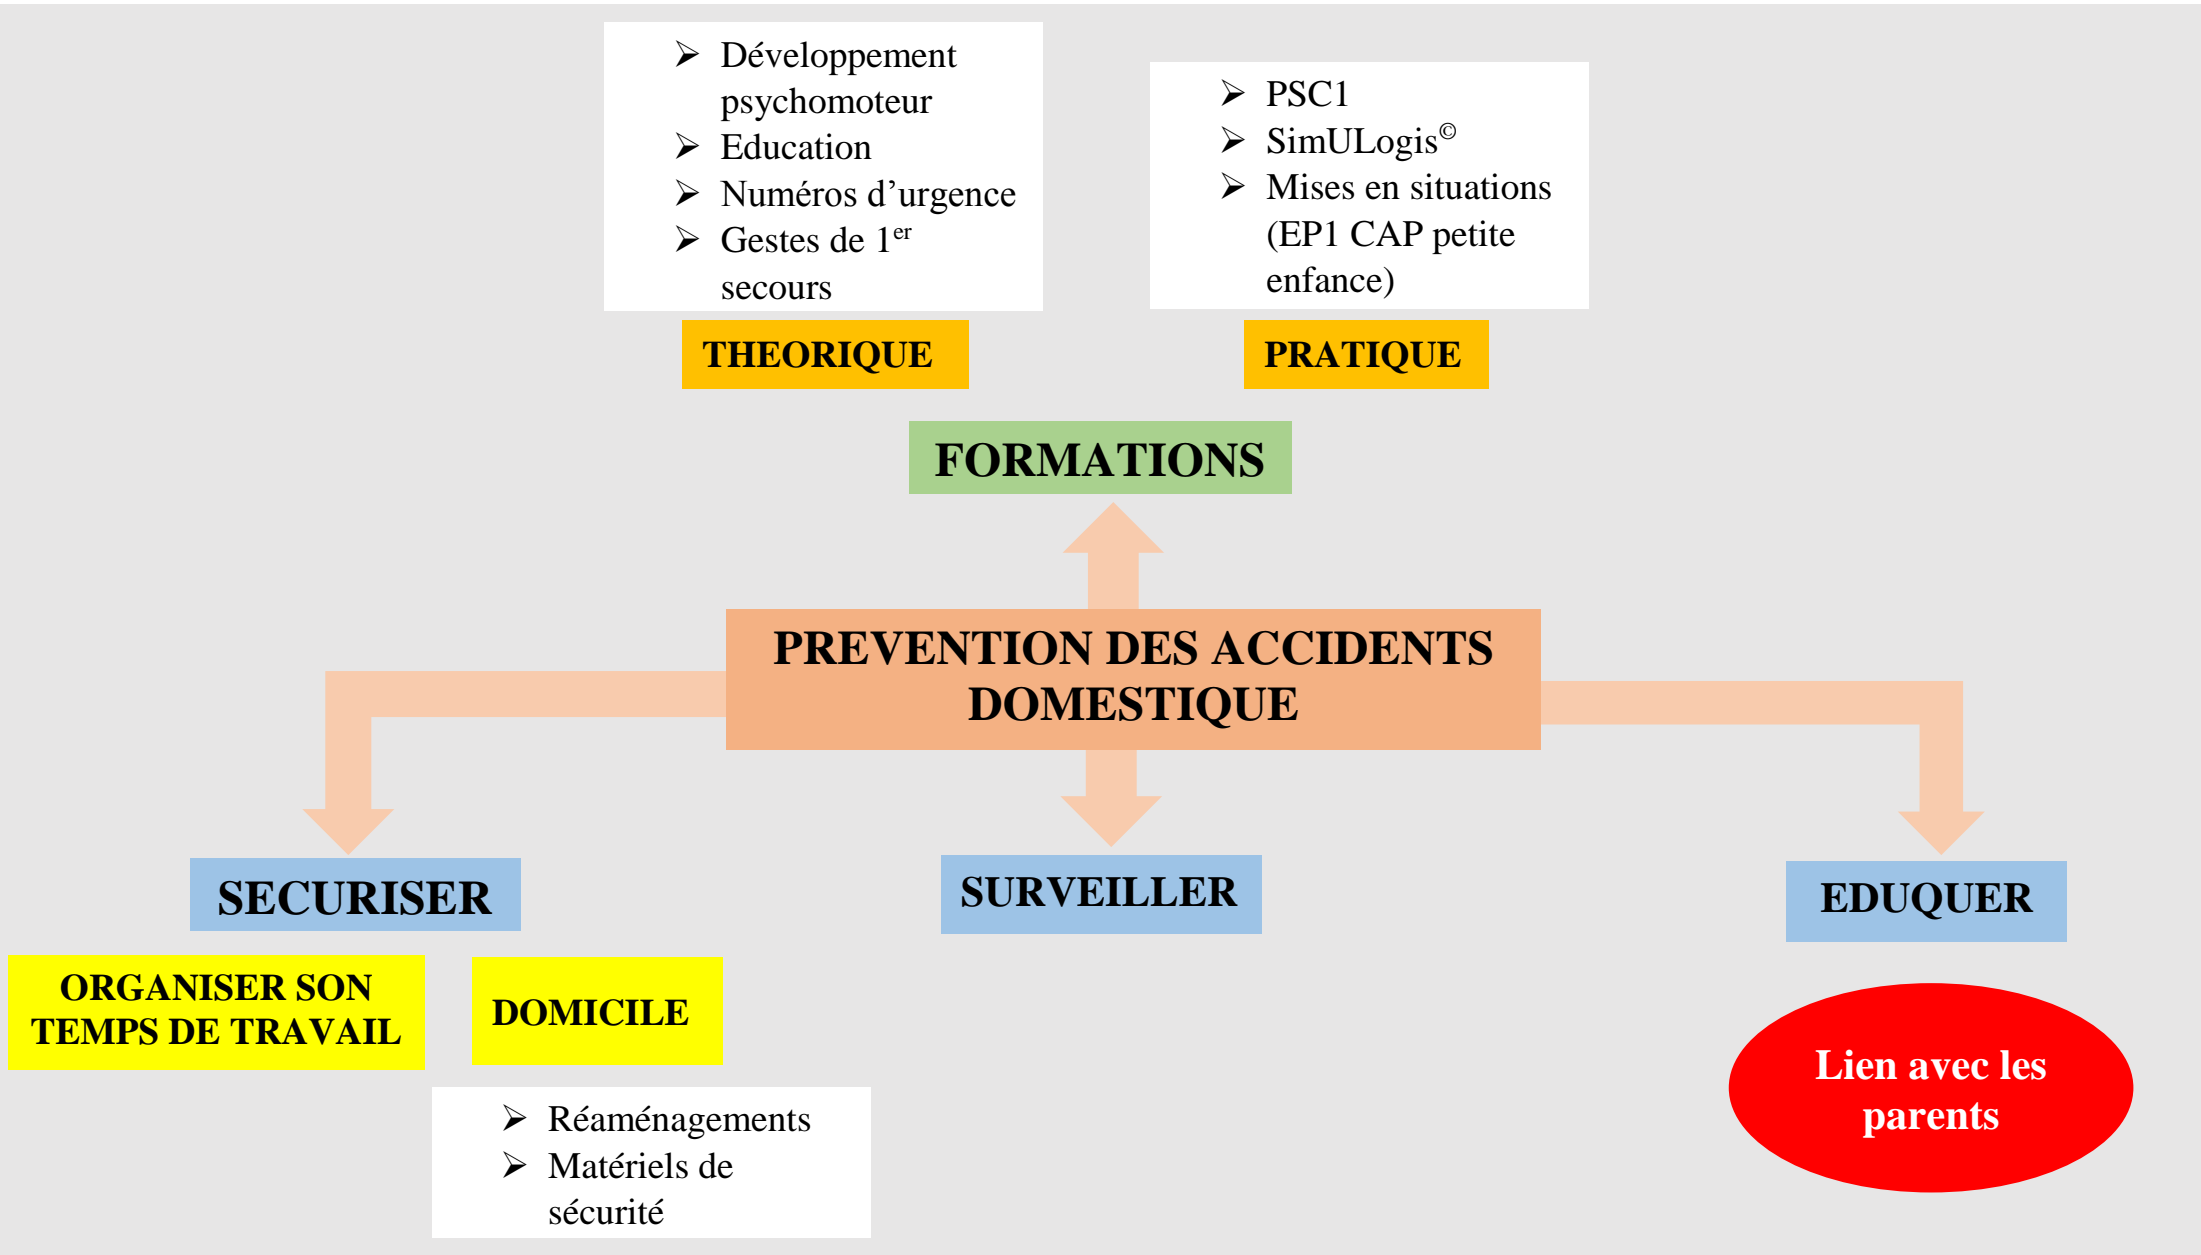 ➢ Développement
psychomoteur
➢ Education
➢ Numéros d’urgence
➢ Gestes de 1er
secours
➢ PSC1
➢ SimULogis©
➢ Mises en situations
(EP1 CAP petite
enfance)
THEORIQUE
PRATIQUE
FORMATIONS
PREVENTION DES ACCIDENTS
DOMESTIQUE
SECURISER
SURVEILLER
EDUQUER
ORGANISER SON
TEMPS DE TRAVAIL
DOMICILE
➢ Réaménagements
➢ Matériels de
sécurité
Lien avec les
parents